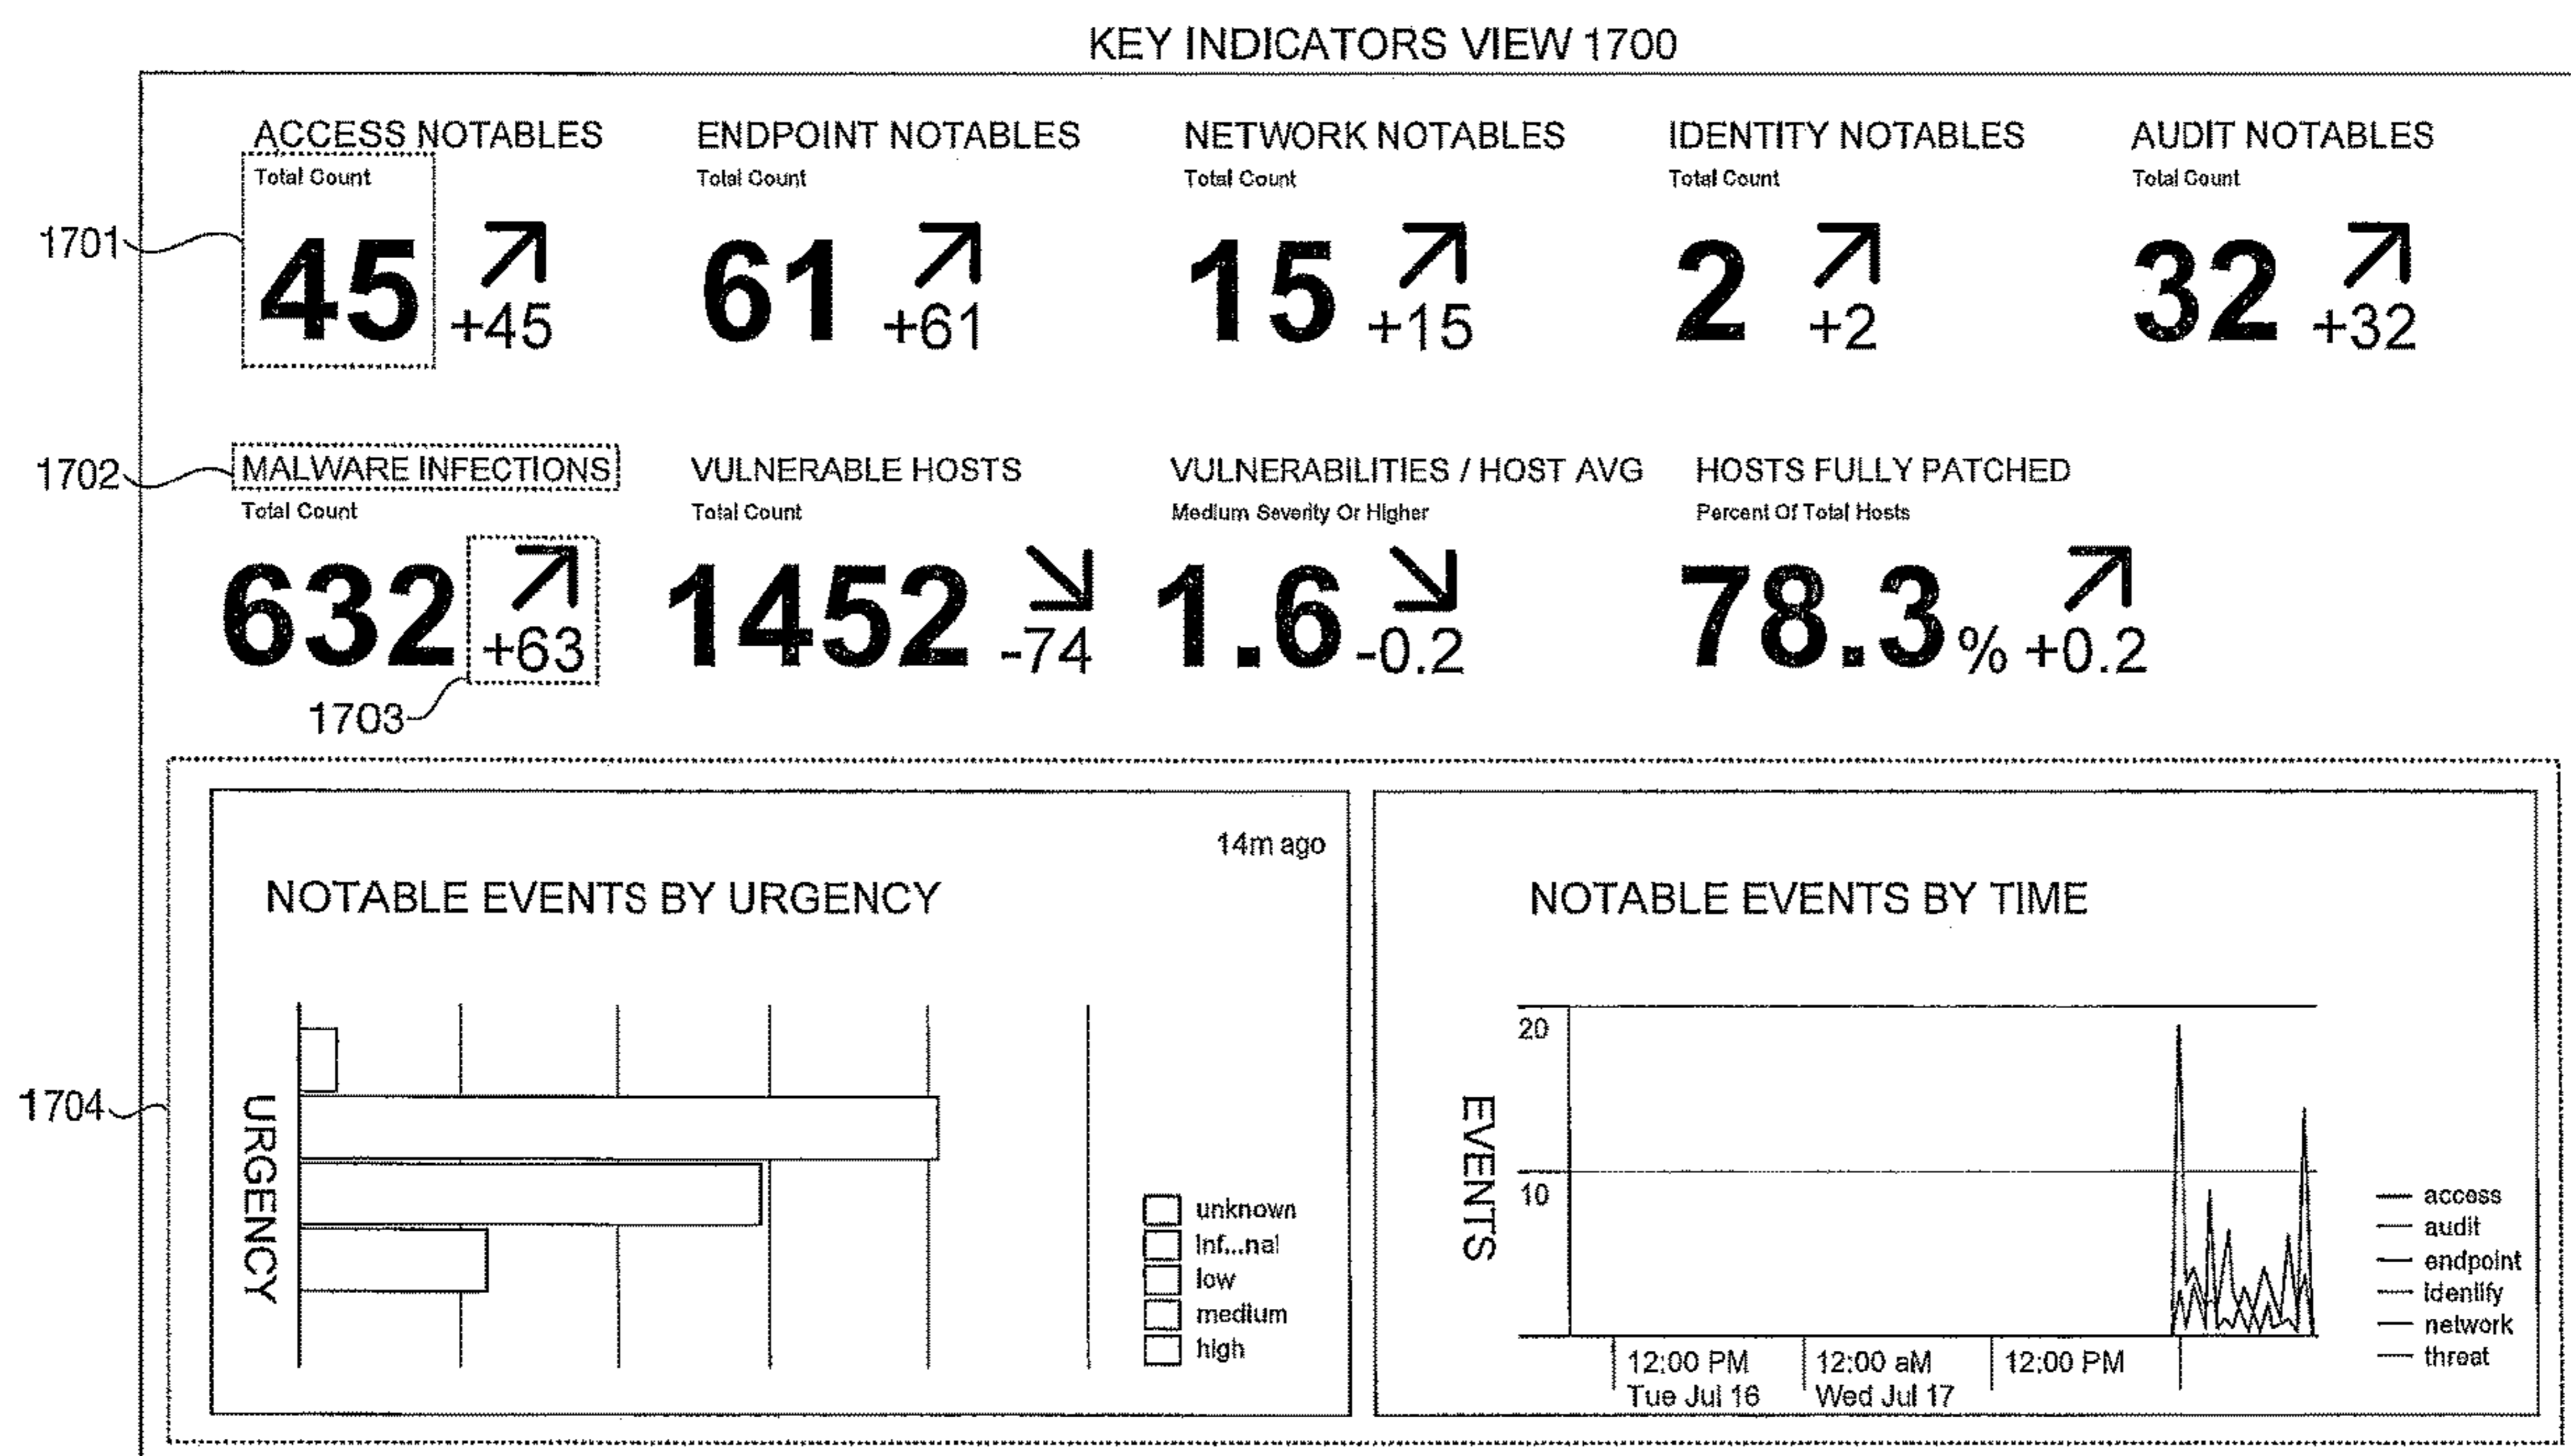 KEY INDICATORS VIEW 1700
ACCESS NOTABLES
Total Count
45 +45
ENDPOINT NOTABLES
Total Count
61 +61
NETWORK NOTABLES
Total Count
15 +15
IDENTITY NOTABLES
Total Count
2 +2
AUDIT NOTABLES
Total Count
32 +32
1701
1702
MALWARE INFECTIONS
Total Count
632 +63
1703
VULNERABLE HOSTS
Total Count
1452 -74
VULNERABILITIES / HOST AVG
Medium Severity Or Higher
1.6 -0.2
HOSTS FULLY PATCHED
Percent Of Total Hosts
78.3 % +0.2
1704
14m ago
NOTABLE EVENTS BY URGENCY
URGENCY
unknown
inf...nal
low
medium
high
NOTABLE EVENTS BY TIME
EVENTS
20
10
12:00 PM
Tue Jul 16
12:00 aM
Wed Jul 17
12:00 PM
access
audit
endpoint
identify
network
threat